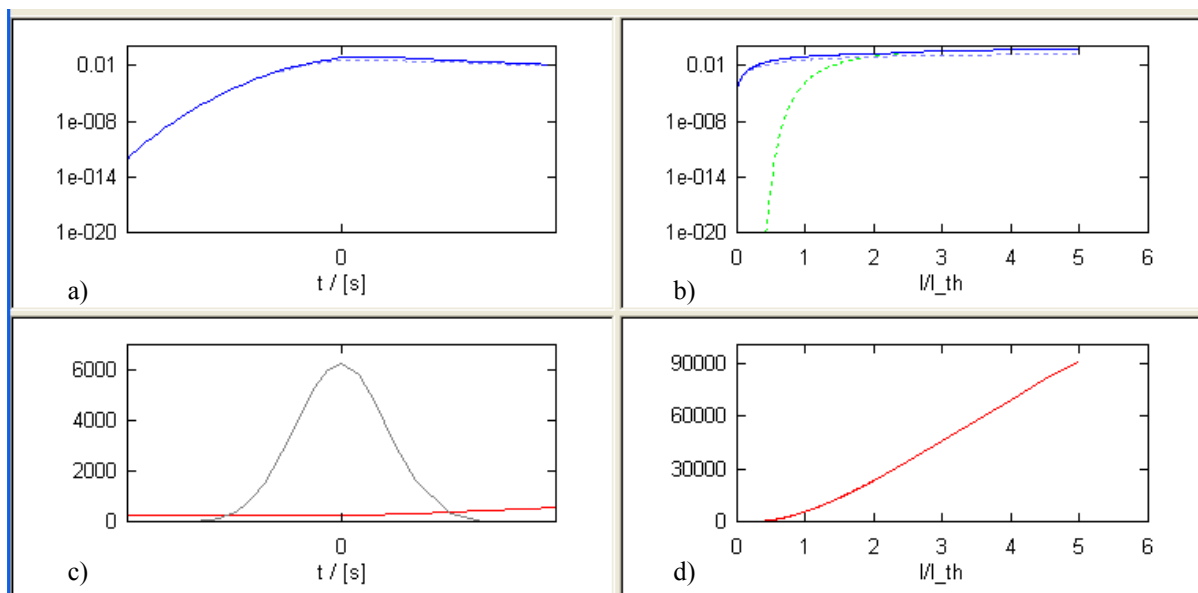 0.01
1e-008
1e-014
1e-020
0
t / [s]
a)
0.01
1e-008
1e-014
1e-020
0 1 2 3 4 5 6
I/I_th
b)
6000
4000
2000
0
0
t / [s]
c)
90000
60000
30000
0
0 1 2 3 4 5 6
I/I_th
d)